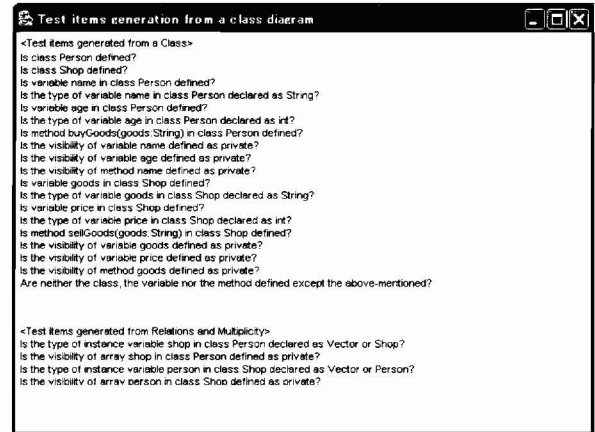 Test items generation from a class diagram
<Test items generated from a Class>
Is class Person defined?
Is class Shop defined?
Is variable name in class Person defined?
Is the type of variable name in class Person declared as String?
Is variable age in class Person defined?
Is the type of variable age in class Person declared as int?
Is method buyGoods(goods:String) in class Person defined?
Is the visibility of variable name defined as private?
Is the visibility of variable age defined as private?
Is the visibility of method name defined as private?
Is variable goods in class Shop defined?
Is the type of variable goods in class Shop declared as String?
Is variable price in class Shop defined?
Is the type of variable price in class Shop declared as int?
Is method sellGoods(goods:String) in class Shop defined?
Is the visibility of variable goods defined as private?
Is the visibility of variable price defined as private?
Is the visibility of method goods defined as private?
Are neither the class, the variable nor the method defined except the above-mentioned?
<Test items generated from Relations and Multiplicity>
Is the type of instance variable shop in class Person declared as Vector or Shop?
Is the visibility of array shop in class Person defined as private?
Is the type of instance variable person in class Shop declared as Vector or Person?
Is the visibility of array person in class Shop defined as private?